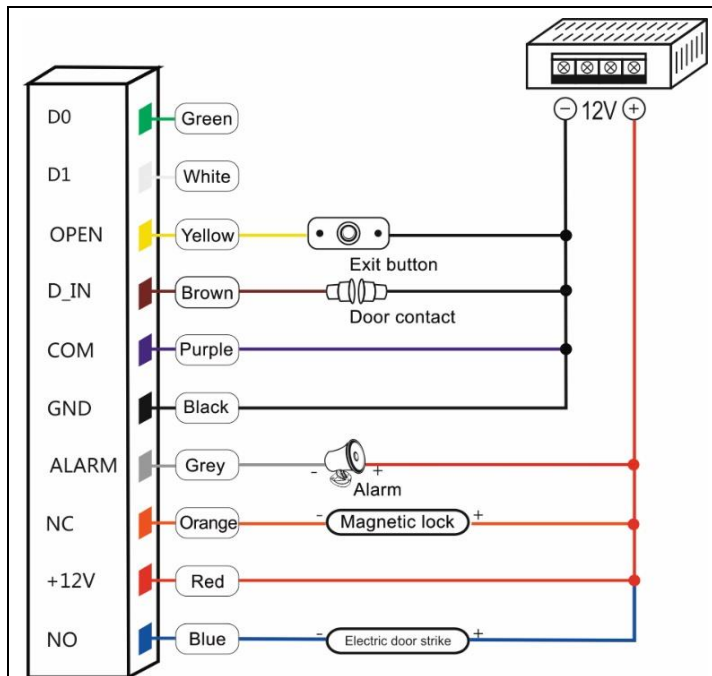 − 12V +
D0 Green
D1 White
OPEN Yellow
Exit button
D_IN Brown
Door contact
COM Purple
GND Black
ALARM Grey - +
Alarm
NC Orange - Magnetic lock +
+12V Red
NO Blue - Electric door strike +